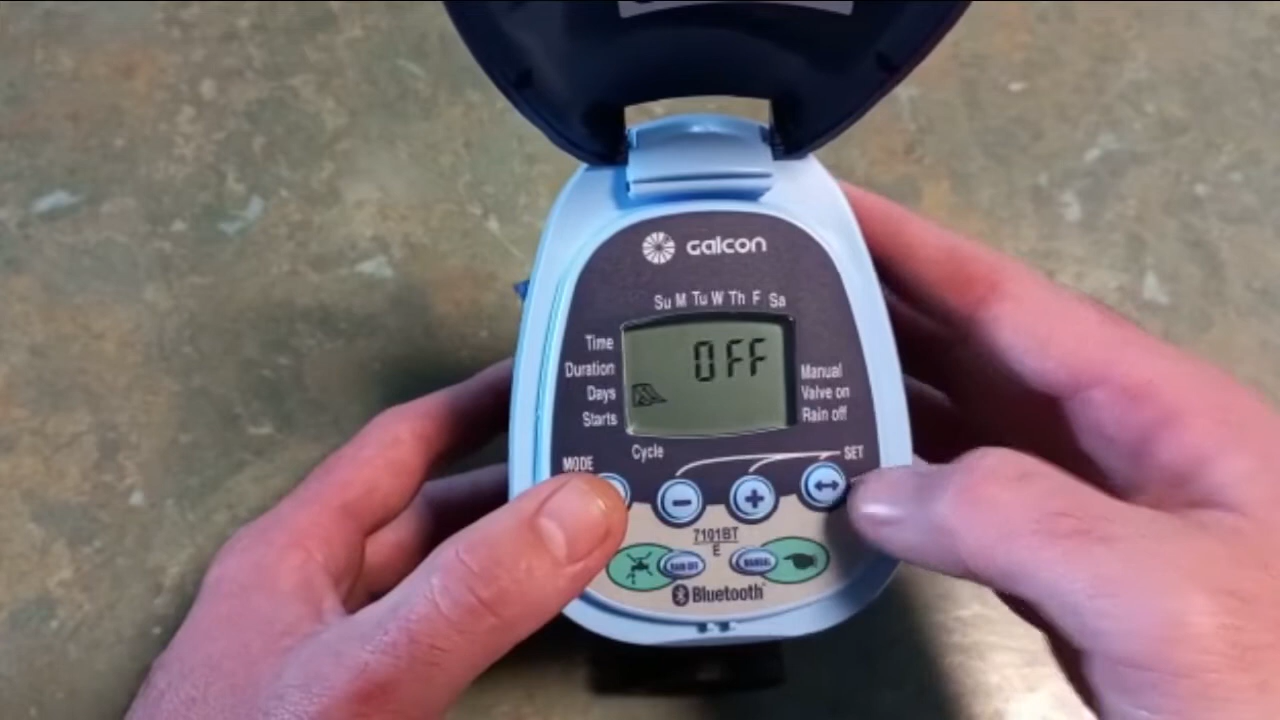 Galcon
Su M Tu W Th F Sa
Time
Duration
Days
Starts
OFF
Manual
Valve on
Rain off
Cycle
MODE
SET
7101BT
E
RAIN OFF
MANUAL
Bluetooth